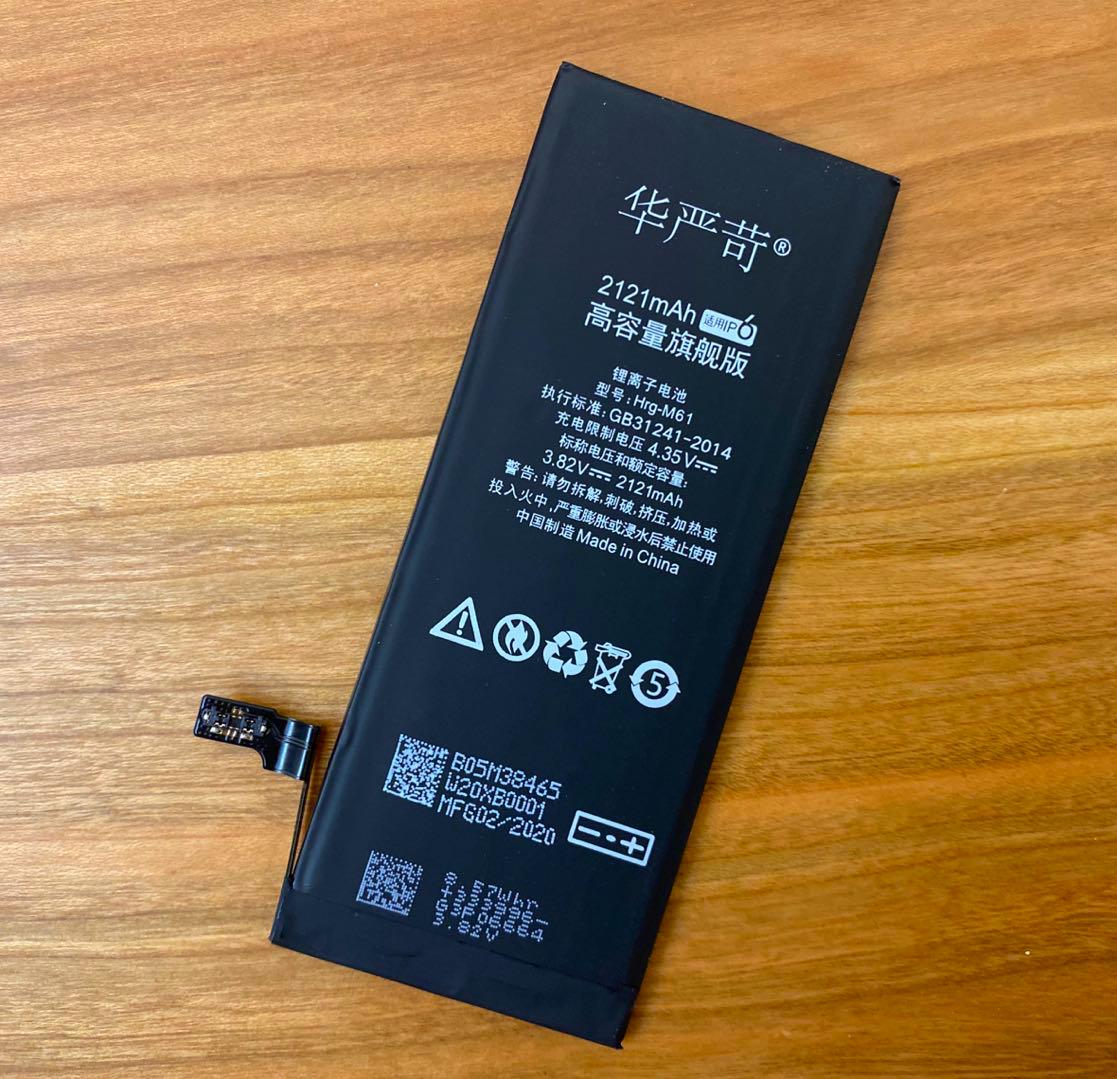 华严苛®
2121mAh 适用IP6
高容量旗舰版
锂离子电池
型号:Hrg-M61
执行标准:GB31241-2014
充电限制电压 4.35V⎓
标称电压和额定容量:
3.82V⎓ 2121mAh
警告:请勿拆解,刺破,挤压,加热或
投入火中,严重膨胀或浸水后禁止使用
中国制造 Made in China
5
B05M38465
W20XB0001
MFG02/2020
3.82V